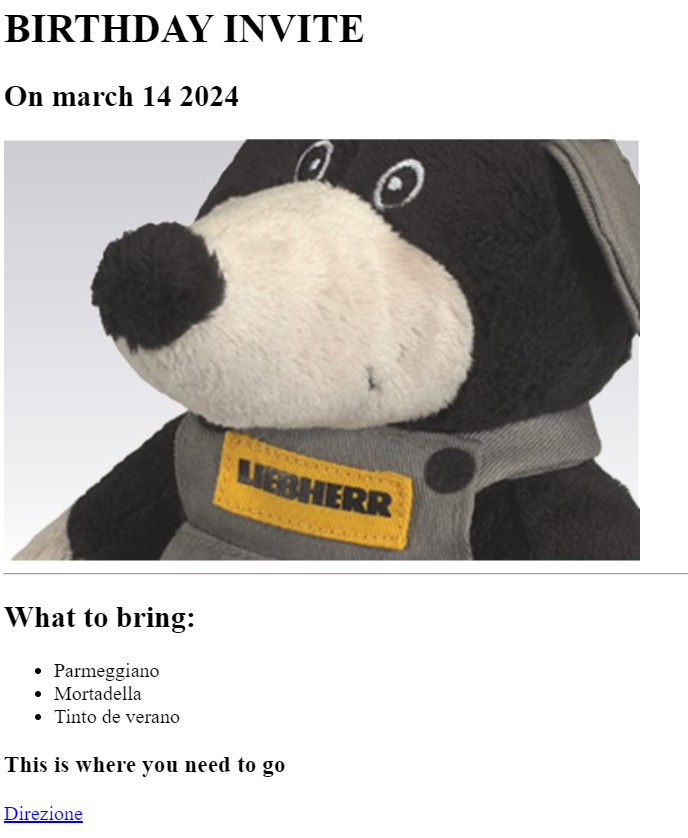 BIRTHDAY INVITE
On march 14 2024
LIEBHERR
What to bring:
Parmeggiano
Mortadella
Tinto de verano
This is where you need to go
Direzione